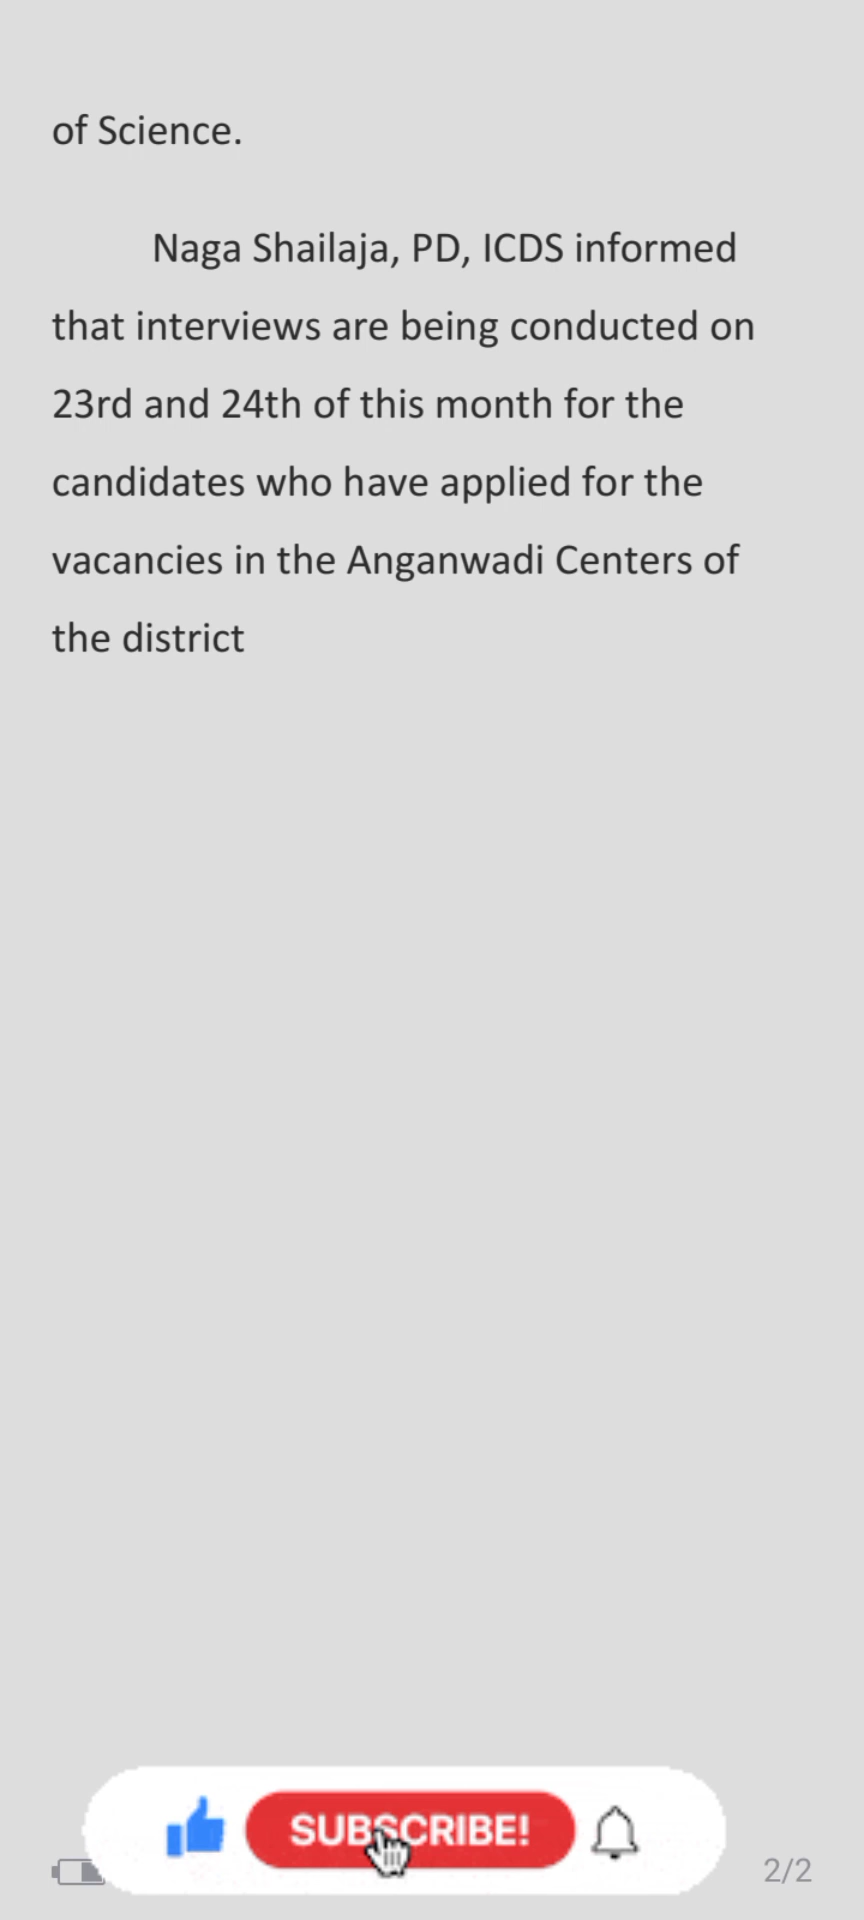 of Science.
Naga Shailaja, PD, ICDS informed
that interviews are being conducted on
23rd and 24th of this month for the
candidates who have applied for the
vacancies in the Anganwadi Centers of
the district
SUBSCRIBE!
2/2